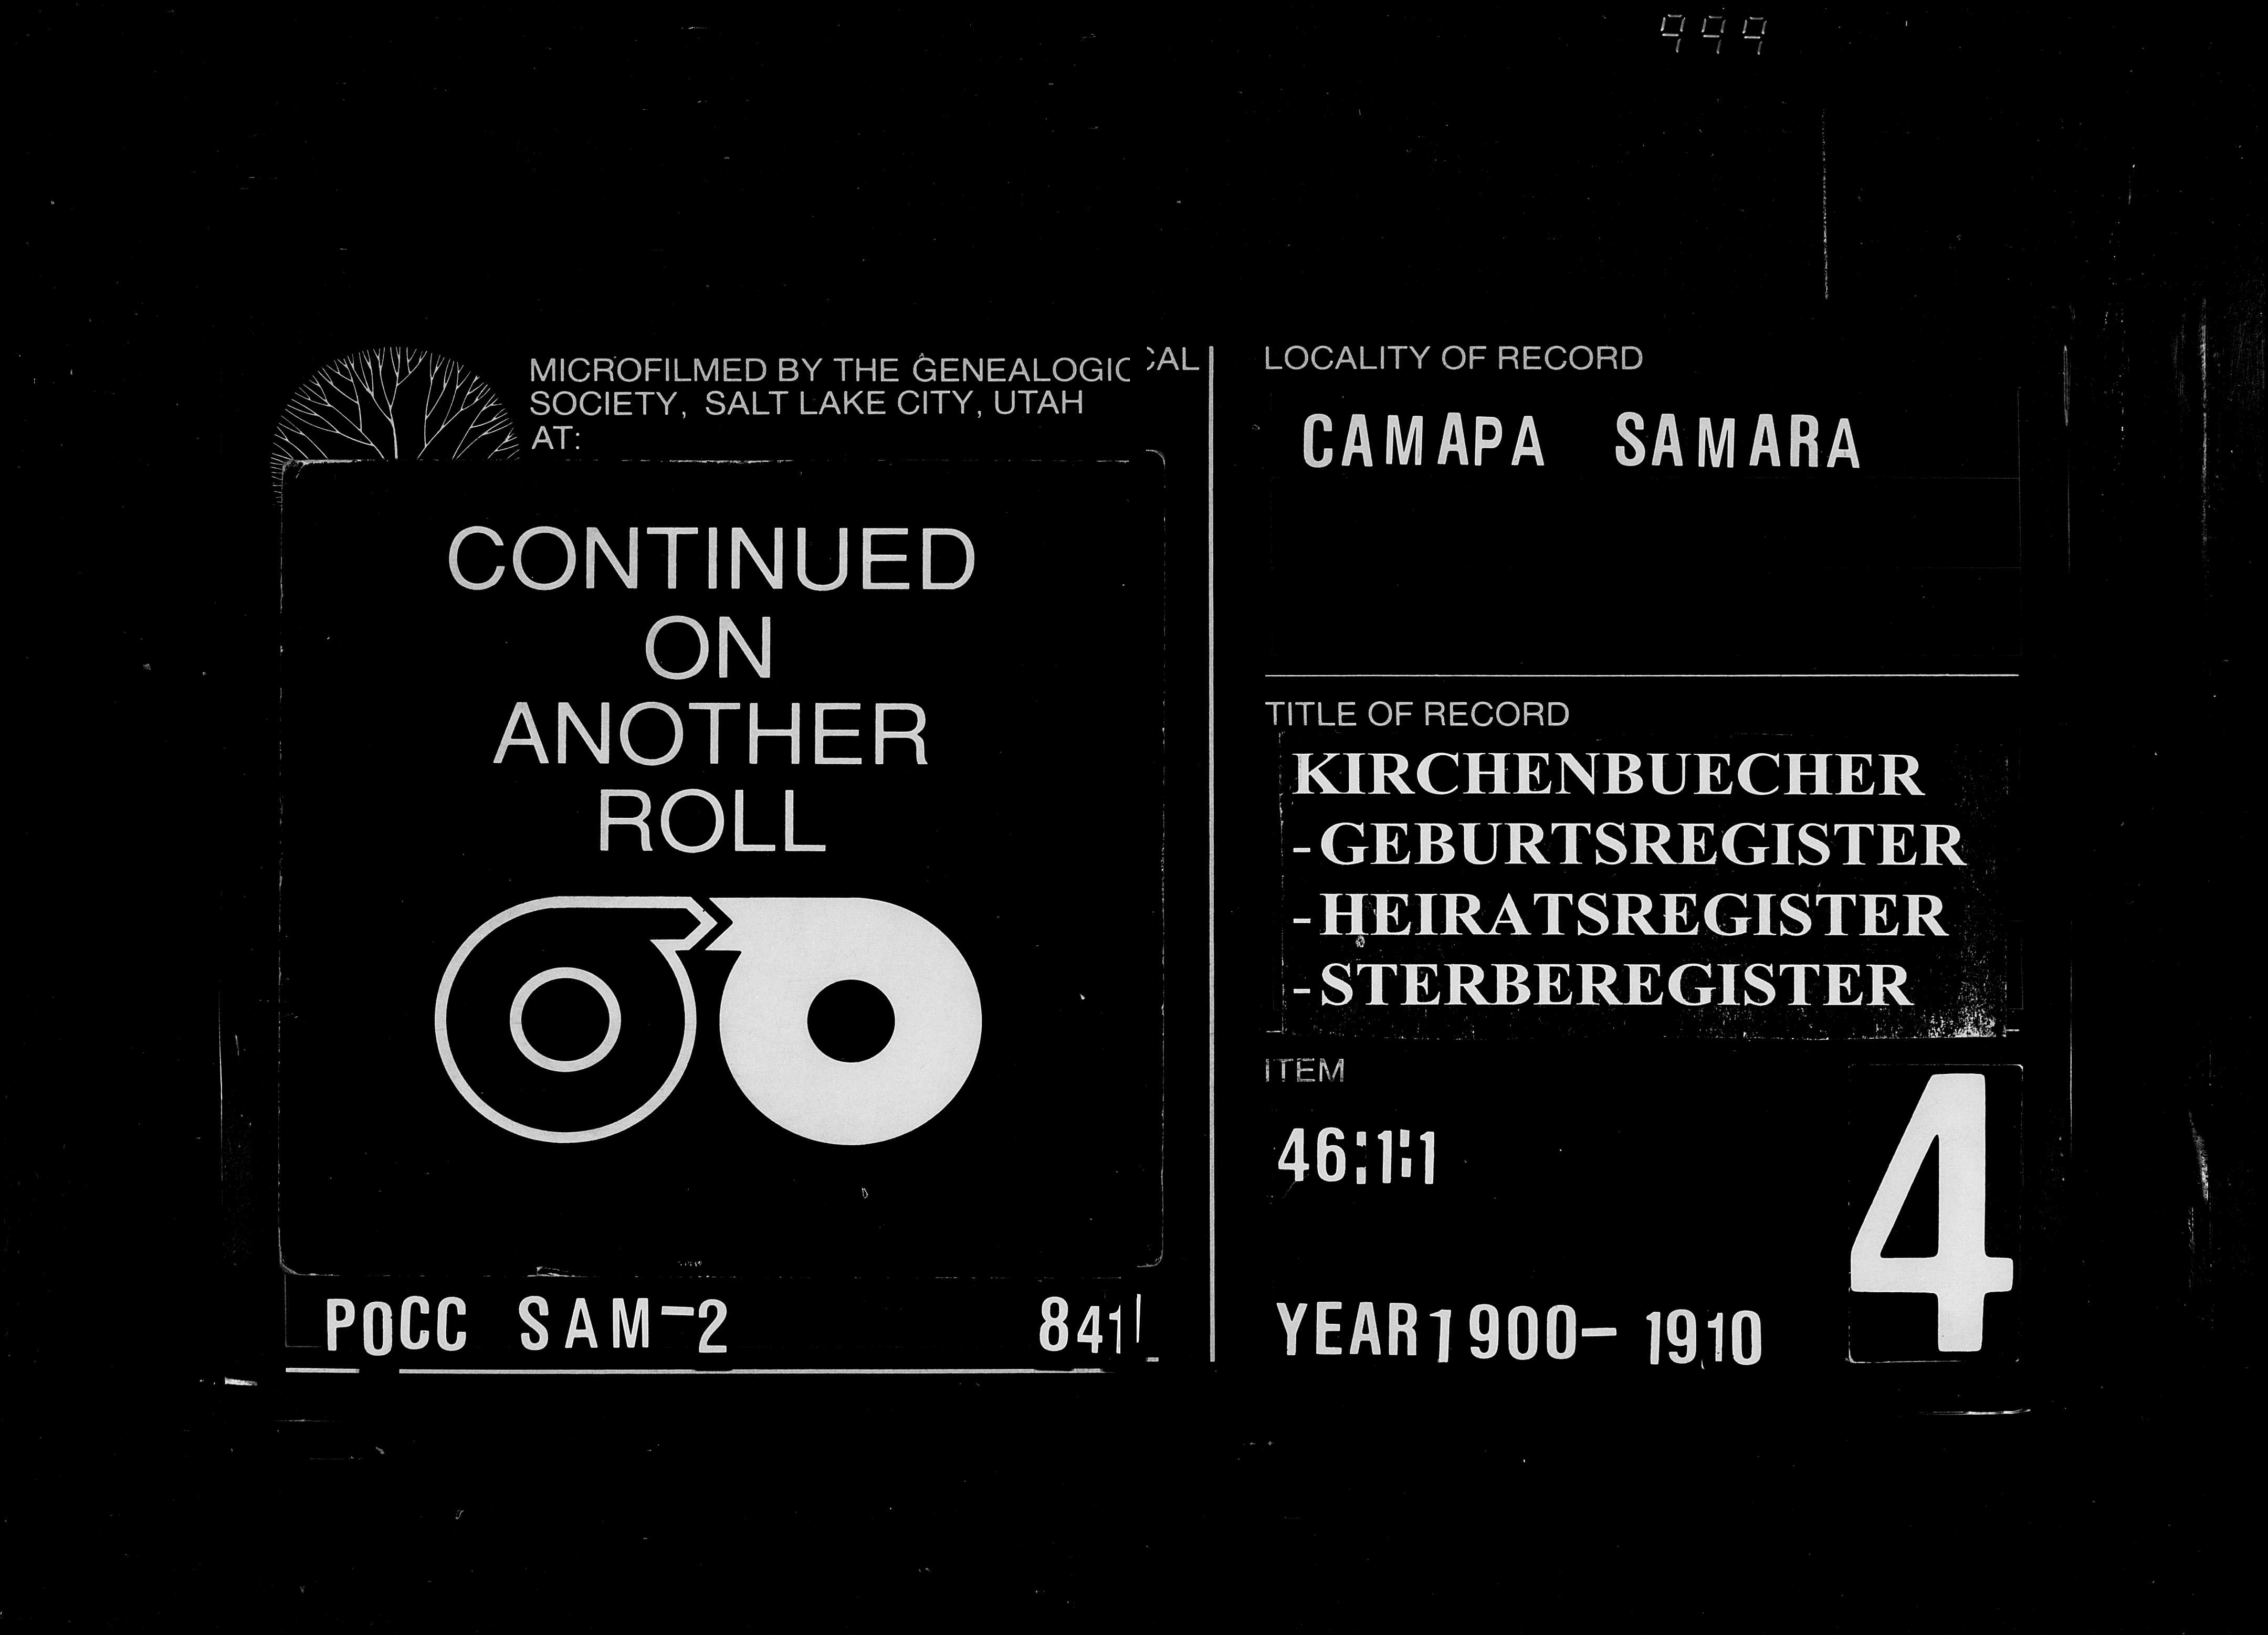 999
MICROFILMED BY THE GENEALOGICAL
SOCIETY, SALT LAKE CITY, UTAH
AT:
CONTINUED
ON
ANOTHER
ROLL
POCC SAM-2 841
LOCALITY OF RECORD
САМАРА SAMARA
TITLE OF RECORD
KIRCHENBUECHER
-GEBURTSREGISTER
-HEIRATSREGISTER
-STERBEREGISTER
ITEM
46:1:1
4
YEAR 1900- 1910